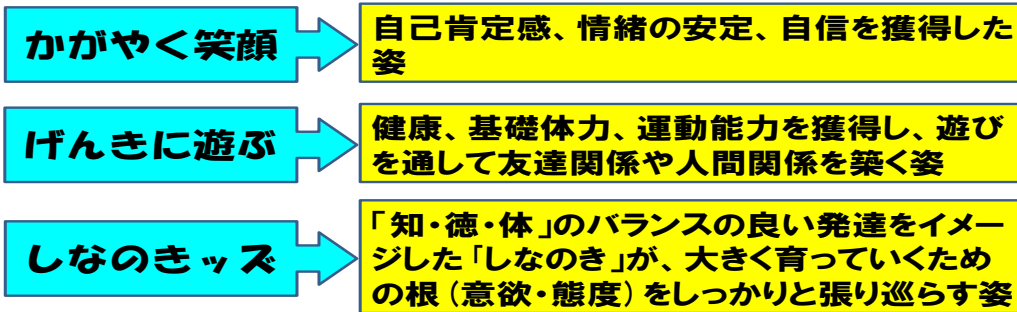 かがやく笑顔
自己肯定感、情緒の安定、自信を獲得した
姿
げんきに遊ぶ
健康、基礎体力、運動能力を獲得し、遊び
を通して友達関係や人間関係を築く姿
しなのきッズ
「知・徳・体」のバランスの良い発達をイメー
ジした「しなのき」が、大きく育っていくため
の根（意欲・態度）をしっかりと張り巡らす姿